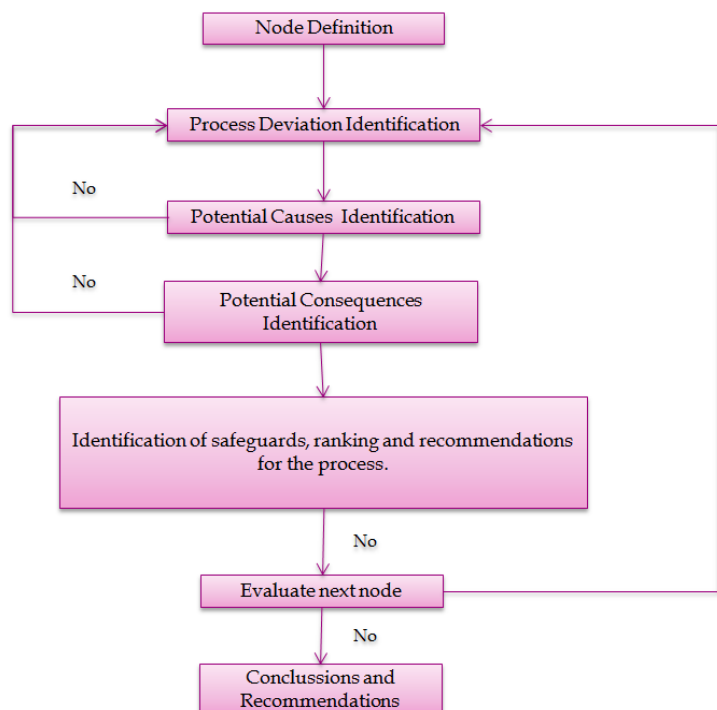 Node Definition
Process Deviation Identification
No
Potential Causes Identification
No
Potential Consequences
Identification
Identification of safeguards, ranking and recommendations
for the process.
No
Evaluate next node
No
Conclussions and
Recommendations